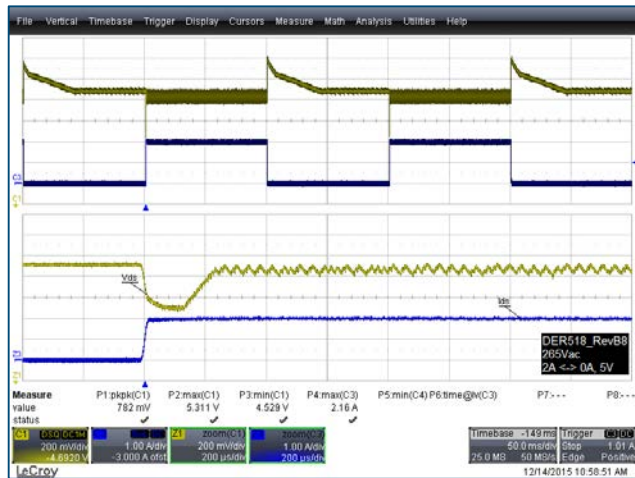 File Vertical Timebase Trigger Display Cursors Measure Math Analysis Utilities Help
Vds
Idn
DER518_RevB8
265Vac
2A <-> 0A, 5V
Measure P1:pkpk(C1) P2:max(C1) P3:min(C1) P4:max(C3) P5:min(C4) P6:time@lv(C3) P7:--- P8:---
value 782 mV 5.311 V 4.529 V 2.16 A
status
C1 DC1M
200 mV/div
-4.6920 V
1.00 A/div
-3.000 A ofst
Z1 zoom(C1)
200 mV/div
200 µs/div
zoom(C3)
1.00 A/div
200 µs/div
Timebase -149 ms
50.0 ms/div
25.0 MS 50 MS/s
Trigger C3 DC
Stop 1.01 A
Edge Positive
LeCroy
12/14/2015 10:58:51 AM